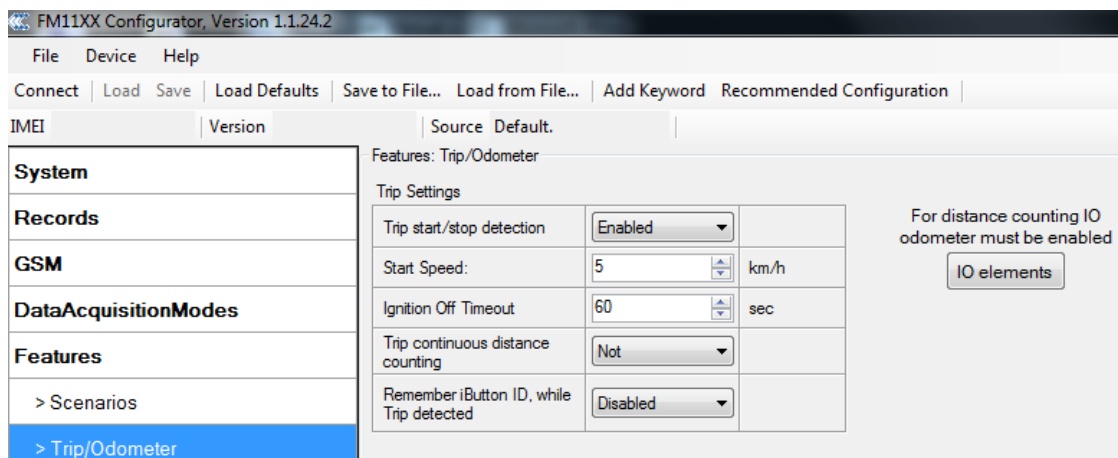 FM11XX Configurator, Version 1.1.24.2
File Device Help
Connect Load Save Load Defaults Save to File... Load from File... Add Keyword Recommended Configuration
IMEI Version Source Default.
System
Records
GSM
DataAcquisitionModes
Features
> Scenarios
> Trip/Odometer
Features: Trip/Odometer
Trip Settings
Trip start/stop detection Enabled
Start Speed: 5 km/h
Ignition Off Timeout 60 sec
Trip continuous distance
counting
Not
Remember iButton ID, while
Trip detected
Disabled
For distance counting IO
odometer must be enabled
IO elements